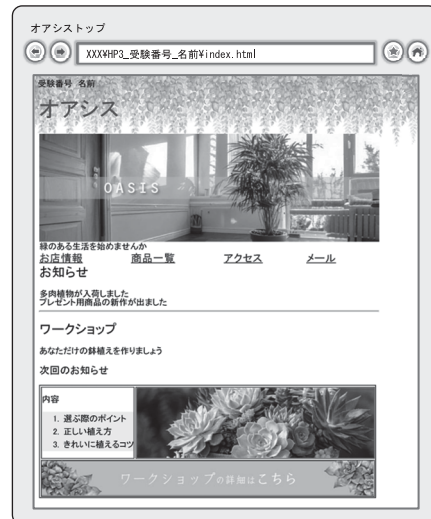 オアシストップ
XXX¥HP3_受験番号_名前¥index.html
受験番号 名前
オアシス
OASIS
緑のある生活を始めませんか
お店情報 商品一覧 アクセス メール
お知らせ
多肉植物が入荷しました
プレゼント用商品の新作が出ました
ワークショップ
あなただけの鉢植えを作りましょう
次回のお知らせ
内容
1. 選ぶ際のポイント
2. 正しい植え方
3. きれいに植えるコツ
ワークショップの詳細はこちら